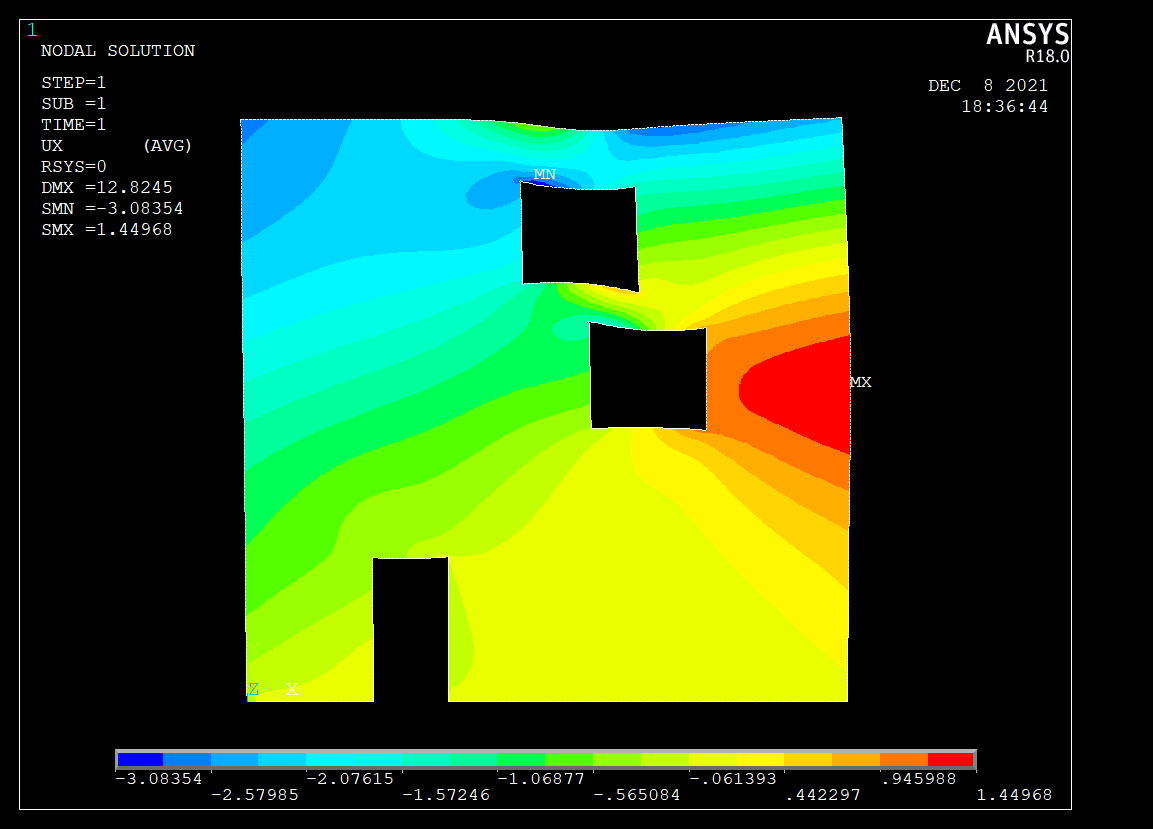 1
ANSYS
R18.0
NODAL SOLUTION
STEP=1
SUB =1
TIME=1
UX (AVG)
RSYS=0
DMX =12.8245
SMN =-3.08354
SMX =1.44968
DEC 8 2021
18:36:44
MN
MX
Z X
-3.08354 -2.07615 -1.06877 -.061393 .945988
-2.57985 -1.57246 -.565084 .442297 1.44968